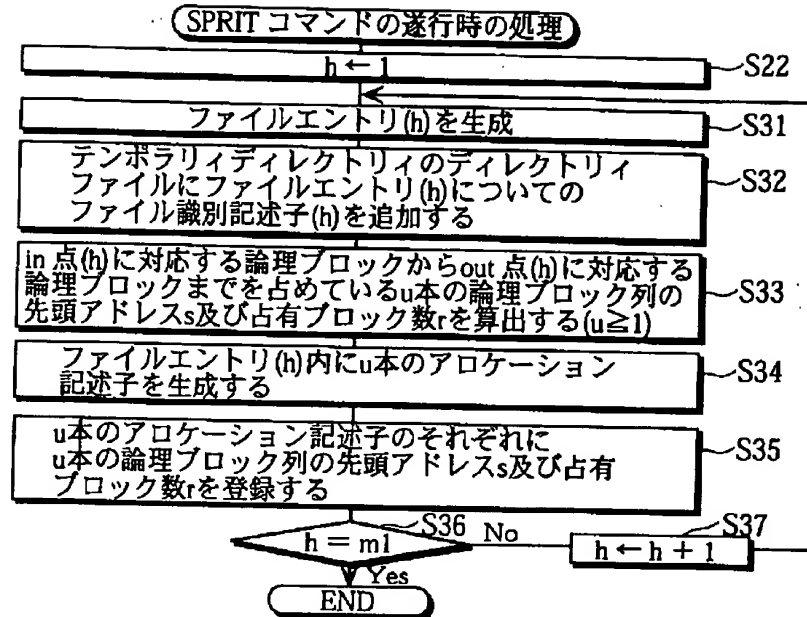 SPRIT コマンドの遂行時の処理
h ← 1
S22
ファイルエントリ(h)を生成
S31
テンポラリィディレクトリィのディレクトリィ
ファイルにファイルエントリ(h)についての
ファイル識別記述子(h)を追加する
S32
in 点(h)に対応する論理ブロックからout 点(h)に対応する
論理ブロックまでを占めているu本の論理ブロック列の
先頭アドレスs及び占有ブロック数rを算出する(u≧1)
S33
ファイルエントリ(h)内にu本のアロケーション
記述子を生成する
S34
u本のアロケーション記述子のそれぞれに
u本の論理ブロック列の先頭アドレスs及び占有
ブロック数rを登録する
S35
h = m1
S36
No
h ← h + 1
S37
Yes
END